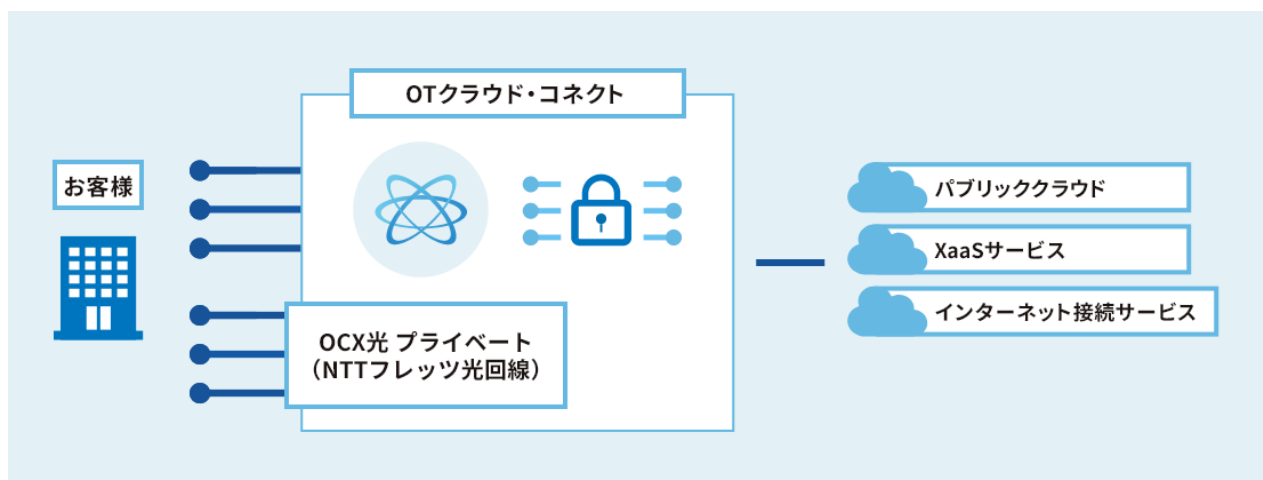 OTクラウド・コネクト
お客様
OCX光 プライベート
（NTTフレッツ光回線）
パブリッククラウド
XaaSサービス
インターネット接続サービス